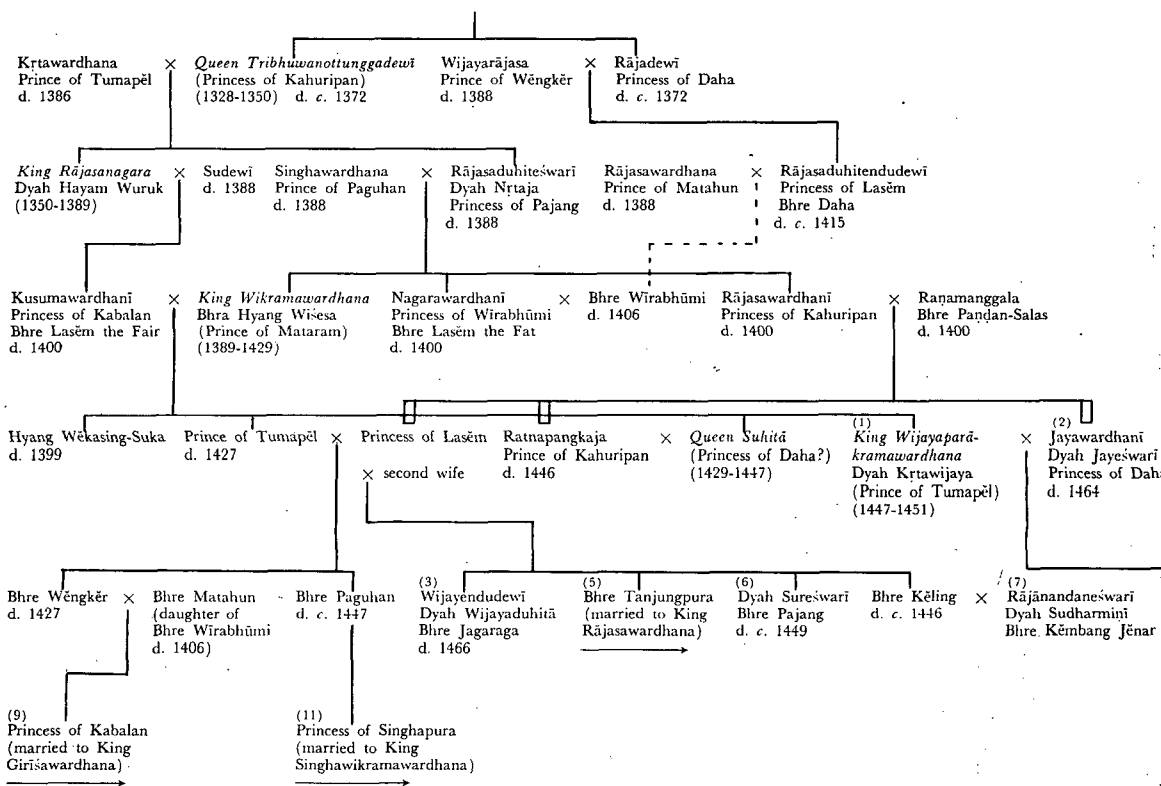 Kṛtawardhana
Prince of Tumapĕl
d. 1386
×
Queen Tribhuwanottunggadewī
(Princess of Kahuripan)
(1328-1350) d. c. 1372
Wijayarājasa
Prince of Wĕngkĕr
d. 1388
×
Rājadewī
Princess of Daha
d. c. 1372
King Rājasanagara
Dyah Hayam Wuruk
(1350-1389)
×
Sudewī
d. 1388
Singhawardhana
Prince of Paguhan
d. 1388
×
Rājasaduhiteśwarī
Dyah Nṛtaja
Princess of Pajang
d. 1388
Rājasawardhana
Prince of Matahun
d. 1388
×
Rājasaduhitendudewī
Princess of Lasĕm
Bhre Daha
d. c. 1415
Kusumawardhanī
Princess of Kabalan
Bhre Lasĕm the Fair
d. 1400
×
King Wikramawardhana
Bhra Hyang Wiśesa
(Prince of Mataram)
(1389-1429)
Nagarawardhanī
Princess of Wīrabhūmi
Bhre Lasĕm the Fat
d. 1400
×
Bhre Wīrabhūmi
d. 1406
Rājasawardhanī
Princess of Kahuripan
d. 1400
×
Raṇamanggala
Bhre Paṇḍan-Salas
d. 1400
Hyang Wĕkasing-Suka
d. 1399
Prince of Tumapĕl
d. 1427
×
Princess of Lasĕm
× second wife
Ratnapangkaja
Prince of Kahuripan
d. 1446
×
Queen Suhitā
(Princess of Daha?)
(1429-1447)
(1)
King Wijayaparā-
kramawardhana
Dyah Kṛtawijaya
(Prince of Tumapĕl)
(1447-1451)
×
(2)
Jayawardhanī
Dyah Jayeśwarī
Princess of Daha
d. 1464
Bhre Wĕngkĕr
d. 1427
×
Bhre Matahun
(daughter of
Bhre Wīrabhūmi
d. 1406)
Bhre Paguhan
d. c. 1447
(3)
Wijayendudewī
Dyah Wijayaduhitā
Bhre Jagaraga
d. 1466
(5)
Bhre Tanjungpura
(married to King
Rājasawardhana)
(6)
Dyah Sureśwarī
Bhre Pajang
d. c. 1449
Bhre Kĕling
d. c. 1446
×
(7)
Rājānandaneśwarī
Dyah Sudharminī
Bhre Kĕmbang Jĕnar
(9)
Princess of Kabalan
(married to King
Girīśawardhana)
(11)
Princess of Singhapura
(married to King
Singhawikramawardhana)